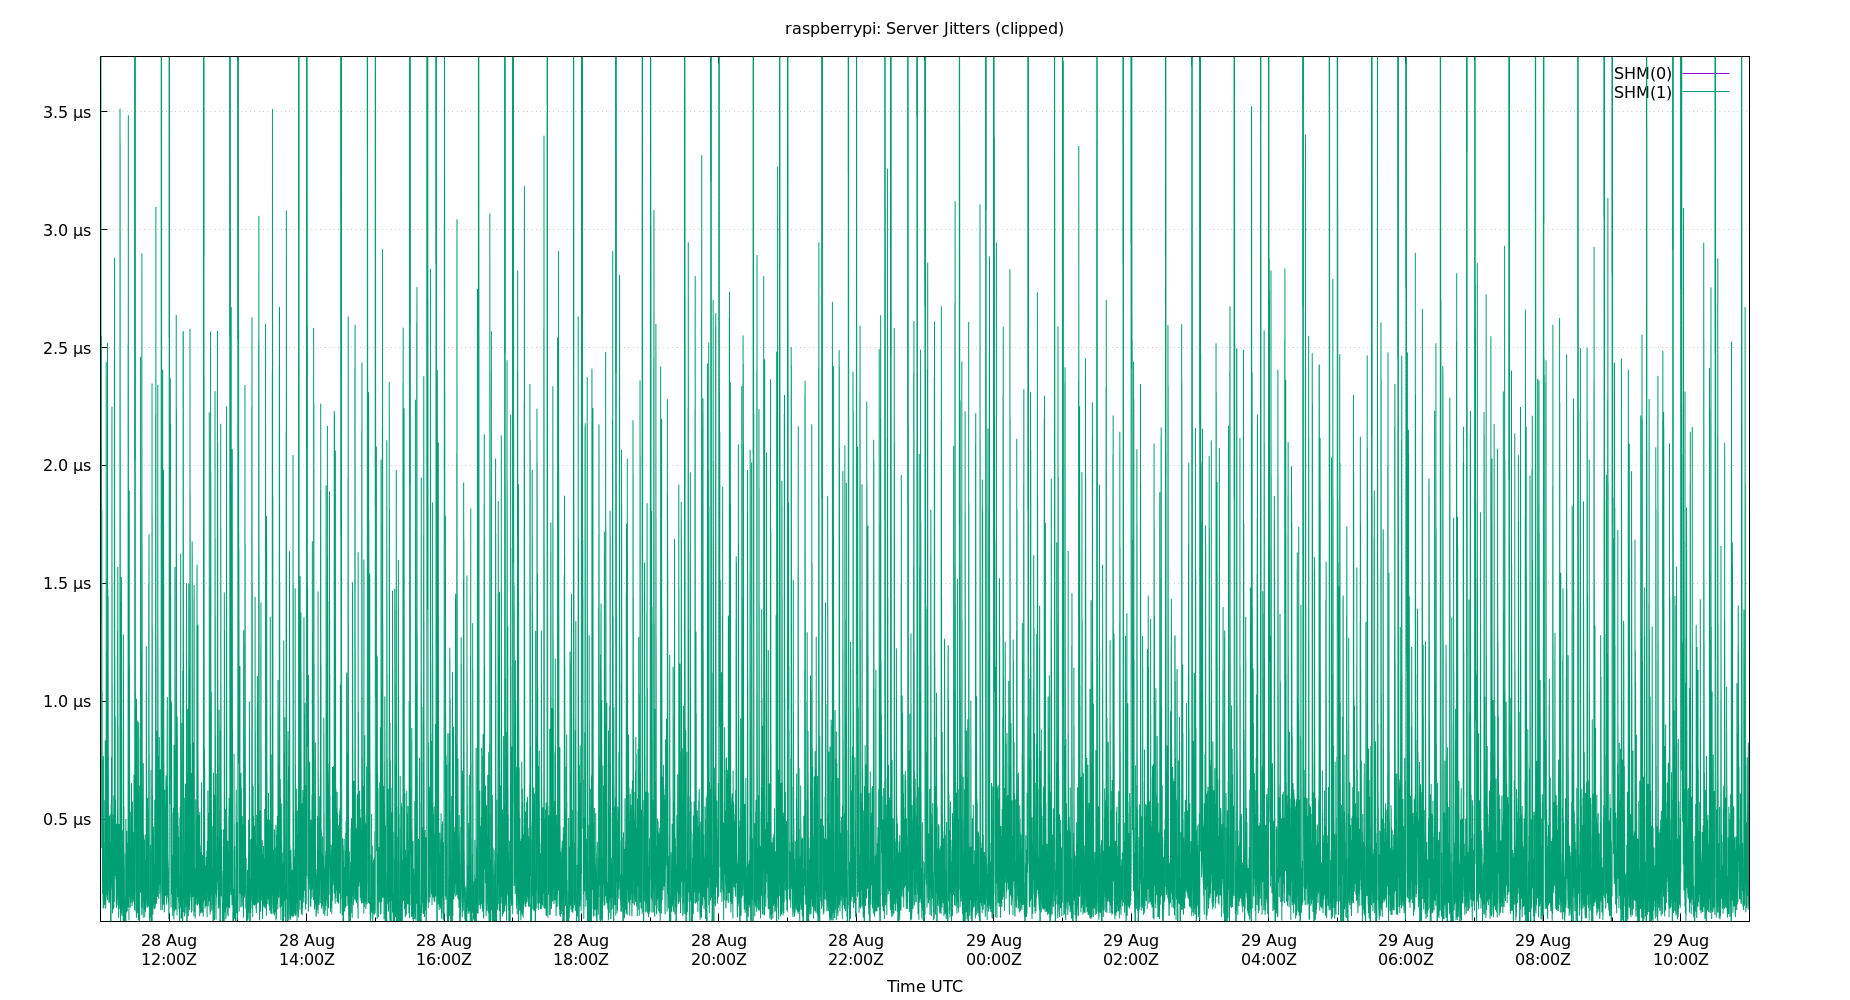 raspberrypi: Server Jitters (clipped)
SHM(0)
SHM(1)
3.5 µs
3.0 µs
2.5 µs
2.0 µs
1.5 µs
1.0 µs
0.5 µs
28 Aug 28 Aug 28 Aug 28 Aug 28 Aug 28 Aug 29 Aug 29 Aug 29 Aug 29 Aug 29 Aug 29 Aug
12:00Z 14:00Z 16:00Z 18:00Z 20:00Z 22:00Z 00:00Z 02:00Z 04:00Z 06:00Z 08:00Z 10:00Z
Time UTC